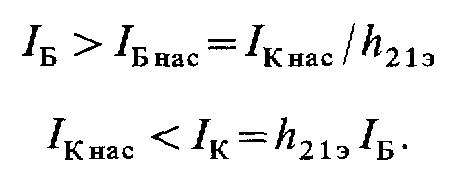 I_Б > I_Б нас = I_К нас / h_21э
I_К нас < I_К = h_21э I_Б.